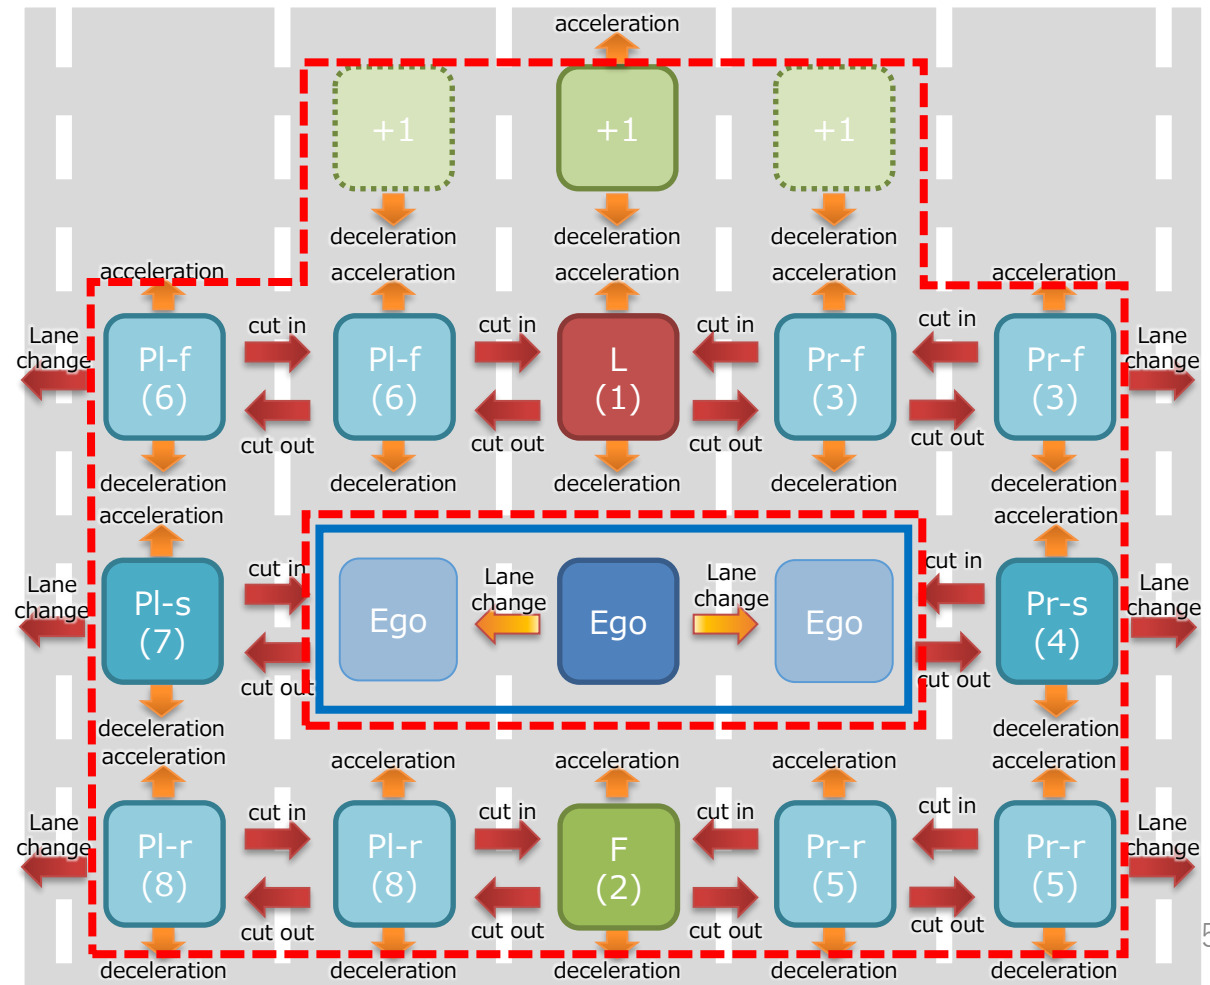 acceleration
+1 +1 +1
deceleration deceleration deceleration
acceleration acceleration acceleration acceleration acceleration
Lane change
Pl-f (6)
cut in
cut out
Pl-f (6)
cut in
cut out
L (1)
cut in
cut out
Pr-f (3)
cut in
cut out
Pr-f (3)
Lane change
deceleration deceleration deceleration deceleration deceleration
acceleration acceleration
Lane change
Pl-s (7)
cut in
cut out
Ego
Lane change
Ego
Lane change
Ego
cut in
cut out
Pr-s (4)
Lane change
deceleration deceleration
acceleration acceleration acceleration acceleration acceleration
Lane change
Pl-r (8)
cut in
cut out
Pl-r (8)
cut in
cut out
F (2)
cut in
cut out
Pr-r (5)
cut in
cut out
Pr-r (5)
Lane change
deceleration deceleration deceleration deceleration deceleration